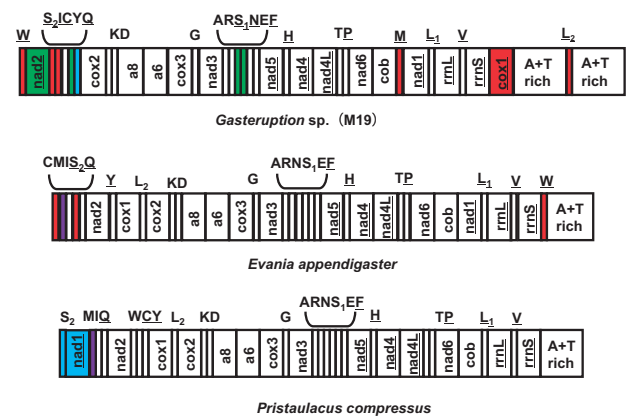 S₂ICYQ ARS₁NEF
W KD G H TP M L₁ V L₂
nad2 cox2 a8 a6 cox3 nad3 nad5 nad4 nad4L nad6 cob nad1 rrnL rrnS cox1 A+T rich A+T rich
Gasteruption sp. (M19)
CMIS₂Q ARNS₁EF
Y L₂ KD G H TP L₁ V W
nad2 cox1 cox2 a8 a6 cox3 nad3 nad5 nad4 nad4L nad6 cob nad1 rrnL rrnS A+T rich
Evania appendigaster
ARNS₁EF
S₂ MIQ WCY L₂ KD G H TP L₁ V
nad1 nad2 cox1 cox2 a8 a6 cox3 nad3 nad5 nad4 nad4L nad6 cob rrnL rrnS A+T rich
Pristaulacus compressus